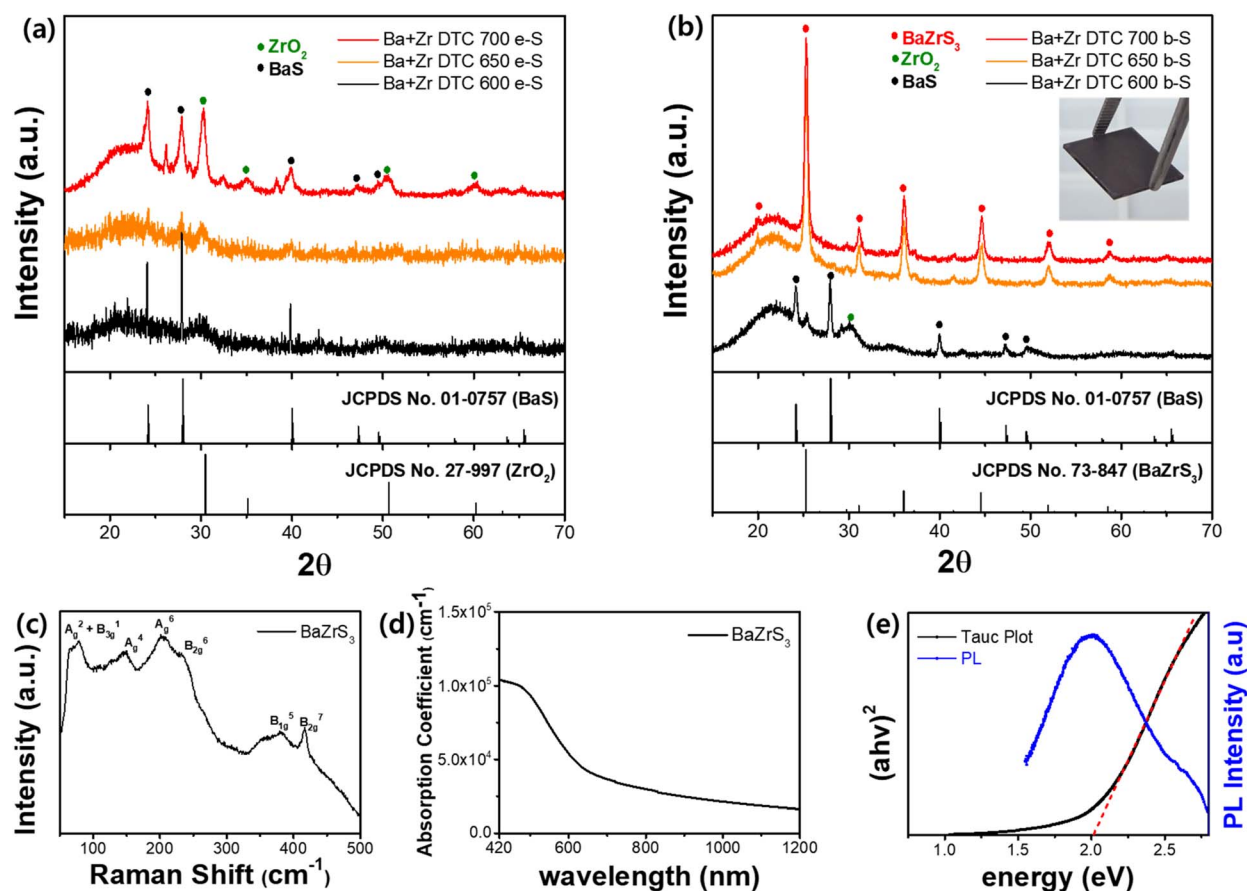 (a)
ZrO₂
BaS
Ba+Zr DTC 700 e-S
Ba+Zr DTC 650 e-S
Ba+Zr DTC 600 e-S
Intensity (a.u.)
JCPDS No. 01-0757 (BaS)
JCPDS No. 27-997 (ZrO₂)
20 30 40 50 60 70
2θ
(b)
BaZrS₃
ZrO₂
BaS
Ba+Zr DTC 700 b-S
Ba+Zr DTC 650 b-S
Ba+Zr DTC 600 b-S
Intensity (a.u.)
JCPDS No. 01-0757 (BaS)
JCPDS No. 73-847 (BaZrS₃)
20 30 40 50 60 70
2θ
(c)
Ag² + B3g¹
Ag⁴
Ag⁶
B2g⁶
B1g⁵
B2g⁷
BaZrS₃
Intensity (a.u.)
100 200 300 400 500
Raman Shift (cm⁻¹)
(d)
BaZrS₃
Absorption Coefficient (cm⁻¹)
1.5x10⁵
1.0x10⁵
5.0x10⁴
0.0
420 600 800 1000 1200
wavelength (nm)
(e)
Tauc Plot
PL
(ahv)²
PL Intensity (a.u)
1.0 1.5 2.0 2.5
energy (eV)